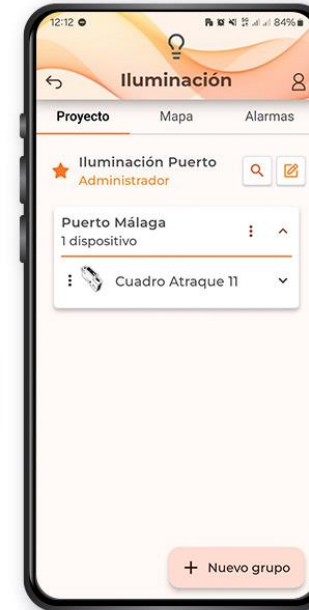 12:12 84%
Iluminación
Proyecto Mapa Alarmas
Iluminación Puerto
Administrador
Puerto Málaga
1 dispositivo
Cuadro Atraque 11
+ Nuevo grupo